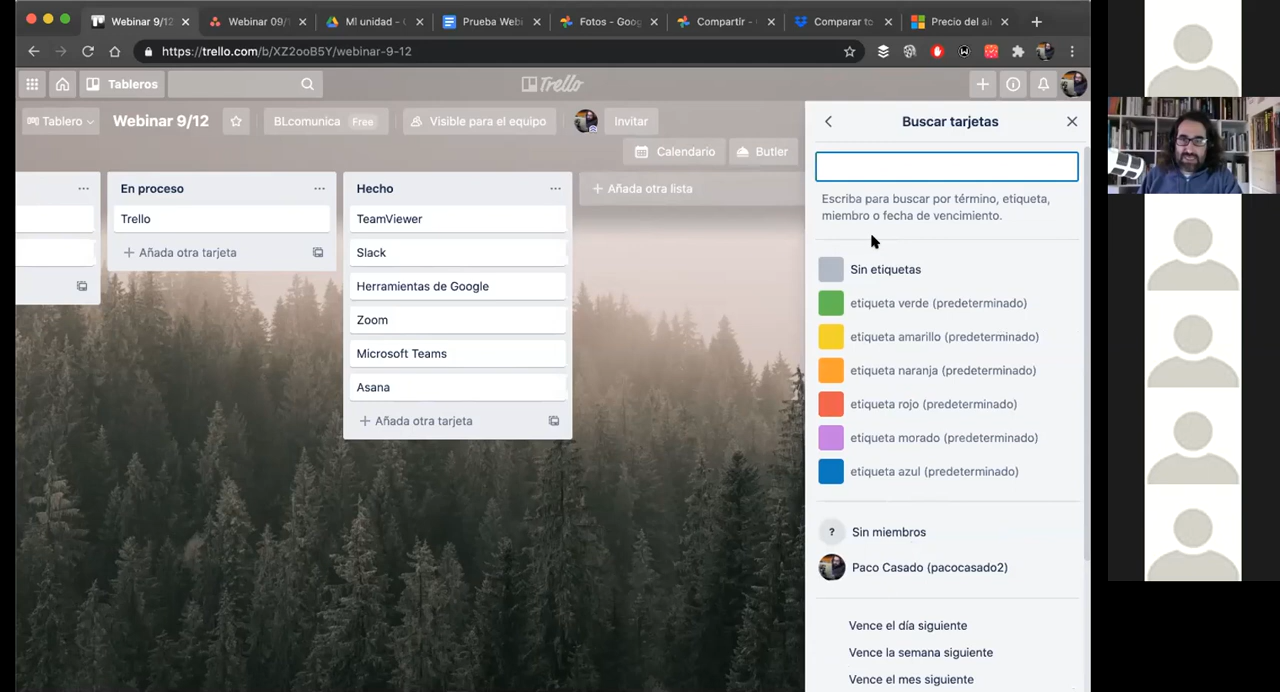 Webinar 9/12
Webinar 09/1
Mi unidad - G
Prueba Webi
Fotos - Goog
Compartir -
Comparar to
Precio del al
https://trello.com/b/XZ2ooB5Y/webinar-9-12
Tableros
Trello
Tablero
Webinar 9/12
BLcomunica Free
Visible para el equipo
Invitar
Calendario
Butler
En proceso
Trello
+ Añada otra tarjeta
Hecho
TeamViewer
Slack
Herramientas de Google
Zoom
Microsoft Teams
Asana
+ Añada otra tarjeta
+ Añada otra lista
Buscar tarjetas
Escriba para buscar por término, etiqueta,
miembro o fecha de vencimiento.
Sin etiquetas
etiqueta verde (predeterminado)
etiqueta amarillo (predeterminado)
etiqueta naranja (predeterminado)
etiqueta rojo (predeterminado)
etiqueta morado (predeterminado)
etiqueta azul (predeterminado)
? Sin miembros
Paco Casado (pacocasado2)
Vence el día siguiente
Vence la semana siguiente
Vence el mes siguiente